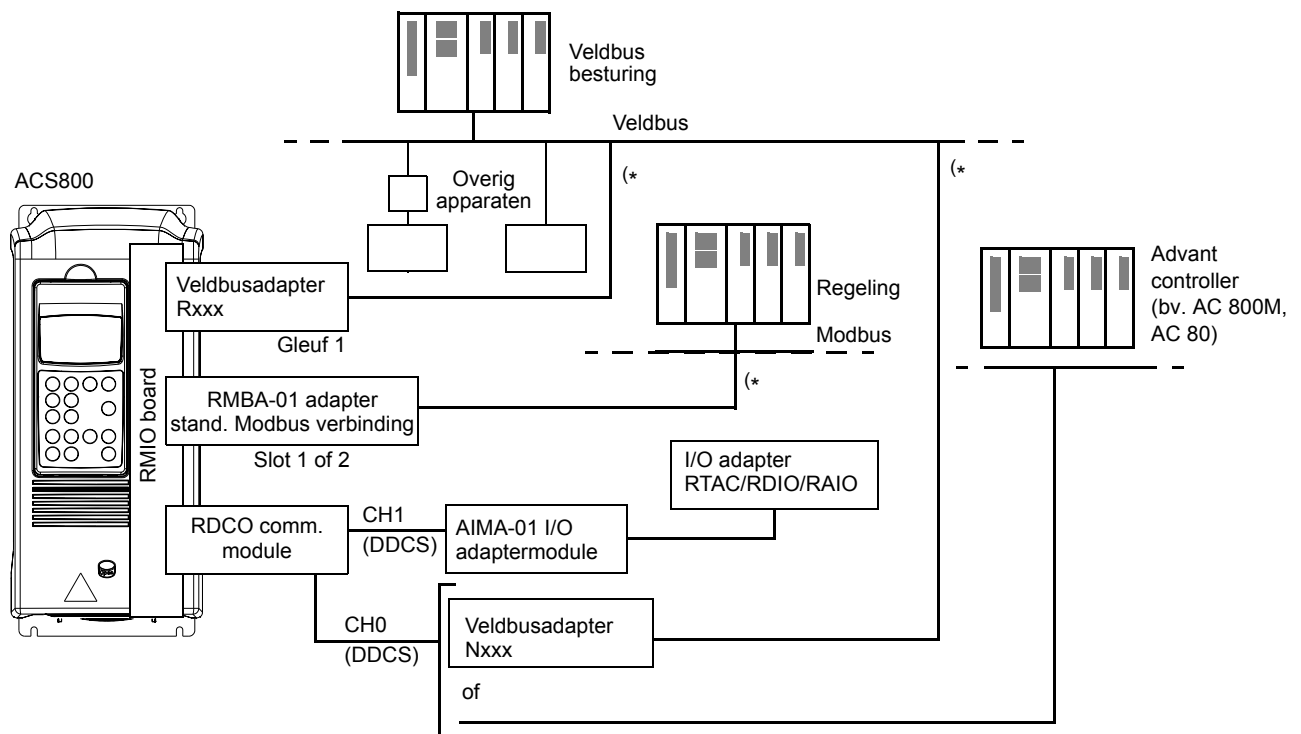 Veldbus
besturing
Veldbus
(*
(*
ACS800
Overig
apparaten
Veldbusadapter
Rxxx
Gleuf 1
Regeling
Modbus
Advant
controller
(bv. AC 800M,
AC 80)
(*
RMIO board
RMBA-01 adapter
stand. Modbus verbinding
Slot 1 of 2
I/O adapter
RTAC/RDIO/RAIO
RDCO comm.
module
CH1
(DDCS)
AIMA-01 I/O
adaptermodule
CH0
(DDCS)
Veldbusadapter
Nxxx
of